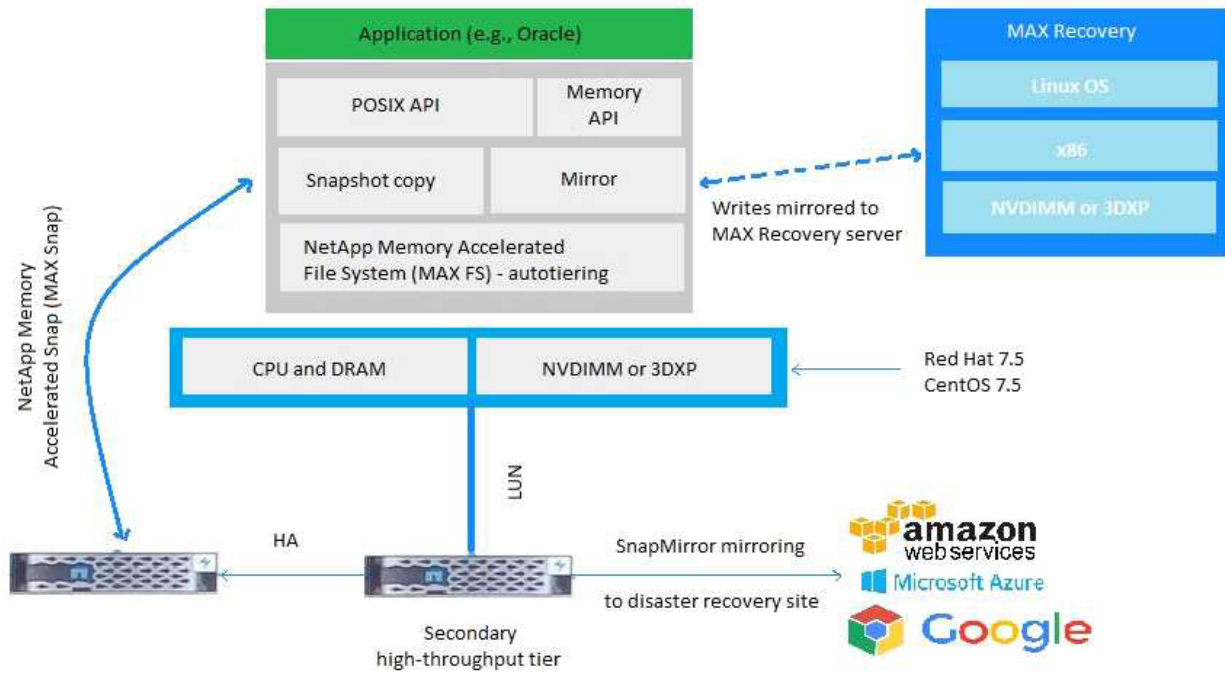 Application (e.g., Oracle)
POSIX API
Memory
API
Snapshot copy
Mirror
NetApp Memory Accelerated
File System (MAX FS) - autotiering
MAX Recovery
Linux OS
x86
NVDIMM or 3DXP
Writes mirrored to
MAX Recovery server
NetApp Memory
Accelerated Snap (MAX Snap)
CPU and DRAM
NVDIMM or 3DXP
Red Hat 7.5
CentOS 7.5
LUN
HA
SnapMirror mirroring
to disaster recovery site
Secondary
high-throughput tier
amazon
webservices
Microsoft Azure
Google